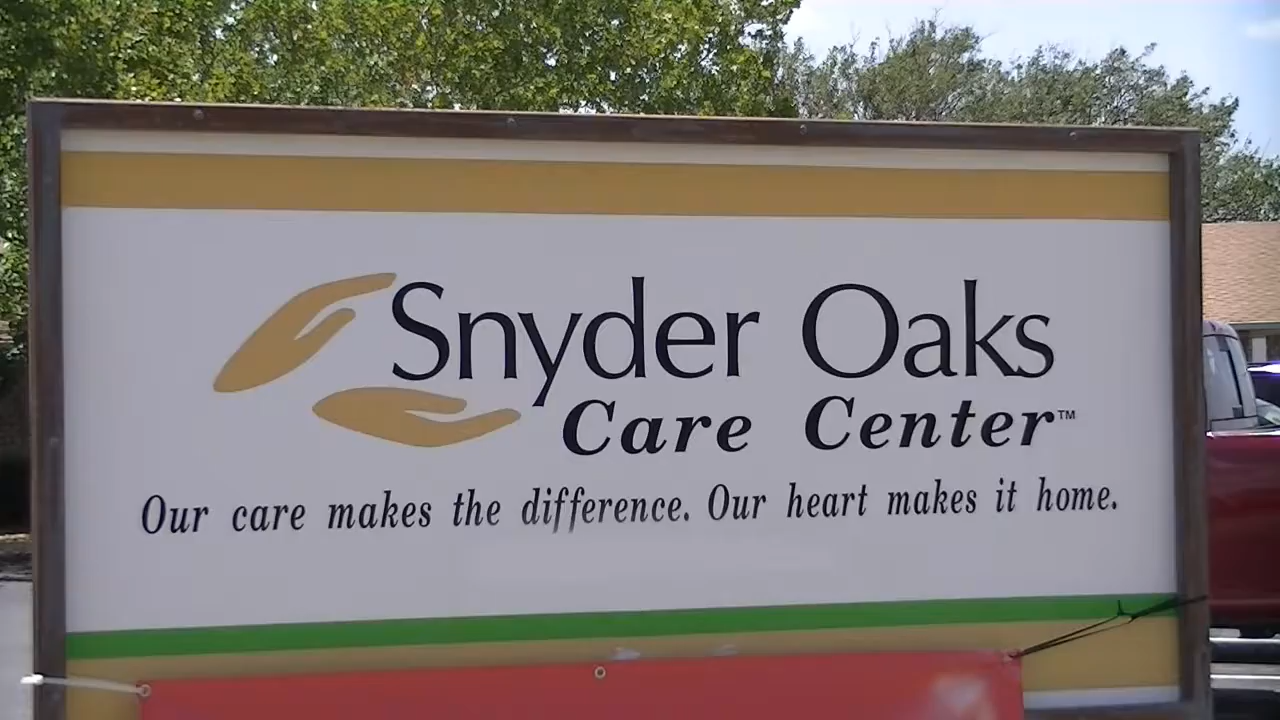 Snyder Oaks
Care Center™
Our care makes the difference. Our heart makes it home.